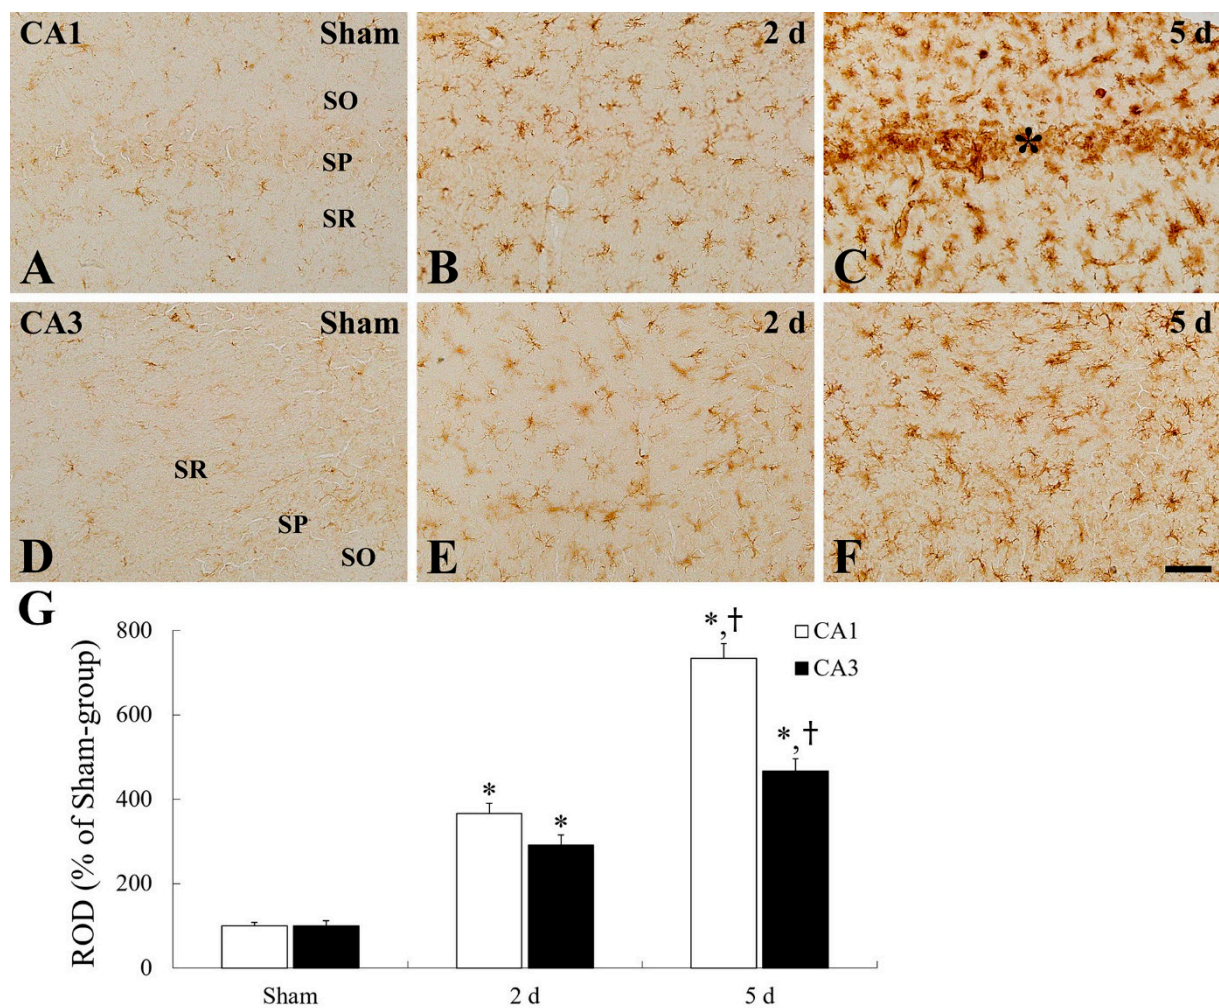 CA1 Sham
SO
SP
SR
A
2 d
B
5 d
*
C
CA3 Sham
SR
SP
SO
D
2 d
E
5 d
F
G
ROD (% of Sham-group)
800
600
400
200
0
*
*
*,†
*,†
CA1
CA3
Sham
2 d
5 d